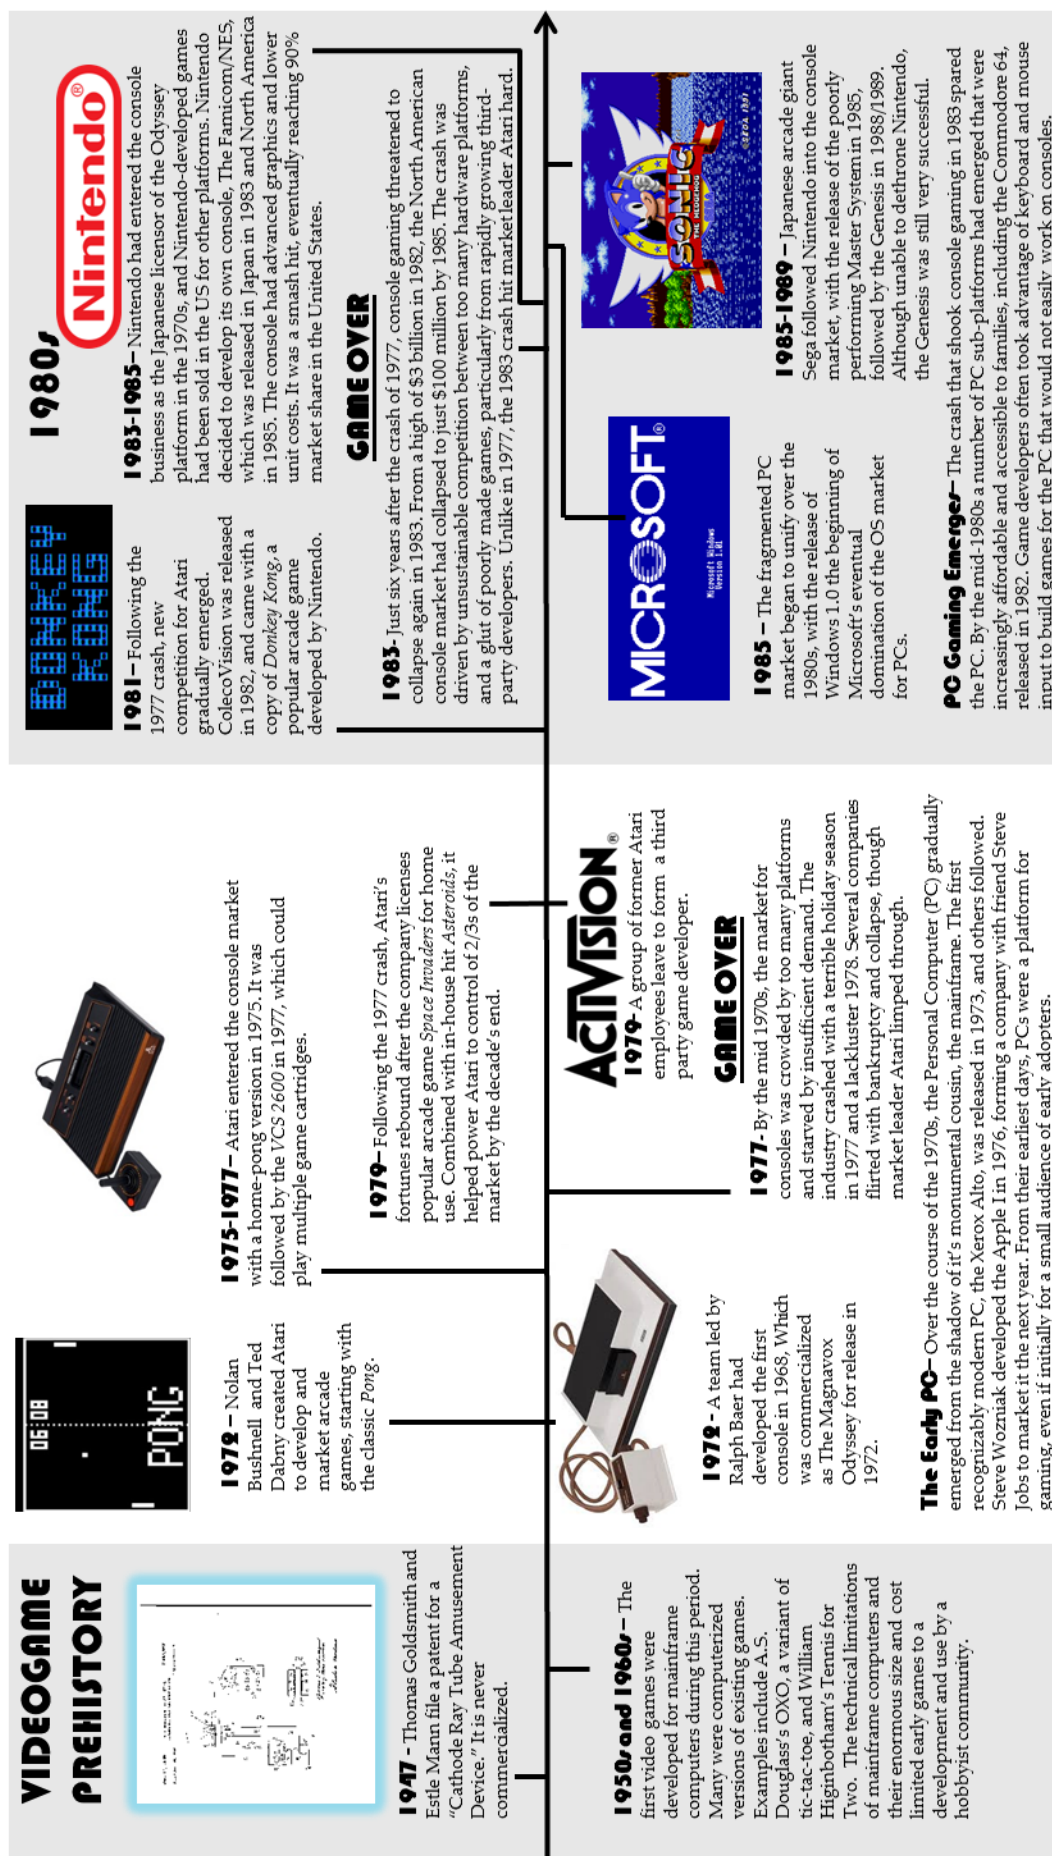 VIDEOGAME
PREHISTORY
1947 - Thomas Goldsmith and
Estle Mann file a patent for a
“Cathode Ray Tube Amusement
Device.” It is never
commercialized.
1950s and 1960s – The
first video games were
developed for mainframe
computers during this period.
Many were computerized
versions of existing games.
Examples include A.S.
Douglass's OXO, a variant of
tic-tac-toe, and William
Higinbotham's Tennis for
Two. The technical limitations
of mainframe computers and
their enormous size and cost
limited early games to a
development and use by a
hobbyist community.
06 08
PONG
1972 – Nolan
Bushnell and Ted
Dabny created Atari
to develop and
market arcade
games, starting with
the classic Pong.
1972 - A team led by
Ralph Baer had
developed the first
console in 1968, Which
was commercialized
as The Magnavox
Odyssey for release in
1972.
1975-1977 – Atari entered the console market
with a home-pong version in 1975. It was
followed by the VCS 2600 in 1977, which could
play multiple game cartridges.
1979– Following the 1977 crash, Atari's
fortunes rebound after the company licenses
popular arcade game Space Invaders for home
use. Combined with in-house hit Asteroids, it
helped power Atari to control of 2/3s of the
market by the decade's end.
ACTIVISION®
1979- A group of former Atari
employees leave to form a third
party game developer.
GAME OVER
1977- By the mid 1970s, the market for
consoles was crowded by too many platforms
and starved by insufficient demand. The
industry crashed with a terrible holiday season
in 1977 and a lackluster 1978. Several companies
flirted with bankruptcy and collapse, though
market leader Atari limped through.
The Early PC– Over the course of the 1970s, the Personal Computer (PC) gradually
emerged from the shadow of it's monumental cousin, the mainframe. The first
recognizably modern PC, the Xerox Alto, was released in 1973, and others followed.
Steve Wozniak developed the Apple I in 1976, forming a company with friend Steve
Jobs to market it the next year. From their earliest days, PCs were a platform for
gaming, even if initially for a small audience of early adopters.
1980s
DONKEY
KONG
1981 – Following the
1977 crash, new
competition for Atari
gradually emerged.
ColecoVision was released
in 1982, and came with a
copy of Donkey Kong, a
popular arcade game
developed by Nintendo.
Nintendo®
1983-1985 – Nintendo had entered the console
business as the Japanese licensor of the Odyssey
platform in the 1970s, and Nintendo-developed games
had been sold in the US for other platforms. Nintendo
decided to develop its own console, The Famicom/NES,
which was released in Japan in 1983 and North America
in 1985. The console had advanced graphics and lower
unit costs. It was a smash hit, eventually reaching 90%
market share in the United States.
GAME OVER
1983- Just six years after the crash of 1977, console gaming threatened to
collapse again in 1983. From a high of $3 billion in 1982, the North American
console market had collapsed to just $100 million by 1985. The crash was
driven by unsustainable competition between too many hardware platforms,
and a glut of poorly made games, particularly from rapidly growing third-
party developers. Unlike in 1977, the 1983 crash hit market leader Atari hard.
MICROSOFT®
Microsoft Windows
Version 1.01
1985 – The fragmented PC
market began to unify over the
1980s, with the release of
Windows 1.0 the beginning of
Microsoft's eventual
domination of the OS market
for PCs.
SONIC
THE HEDGEHOG
©SEGA 1991
1985-1989 – Japanese arcade giant
Sega followed Nintendo into the console
market, with the release of the poorly
performing Master System in 1985,
followed by the Genesis in 1988/1989.
Although unable to dethrone Nintendo,
the Genesis was still very successful.
PC Gaming Emerges– The crash that shook console gaming in 1983 spared
the PC. By the mid-1980s a number of PC sub-platforms had emerged that were
increasingly affordable and accessible to families, including the Commodore 64,
released in 1982. Game developers often took advantage of keyboard and mouse
input to build games for the PC that would not easily work on consoles.